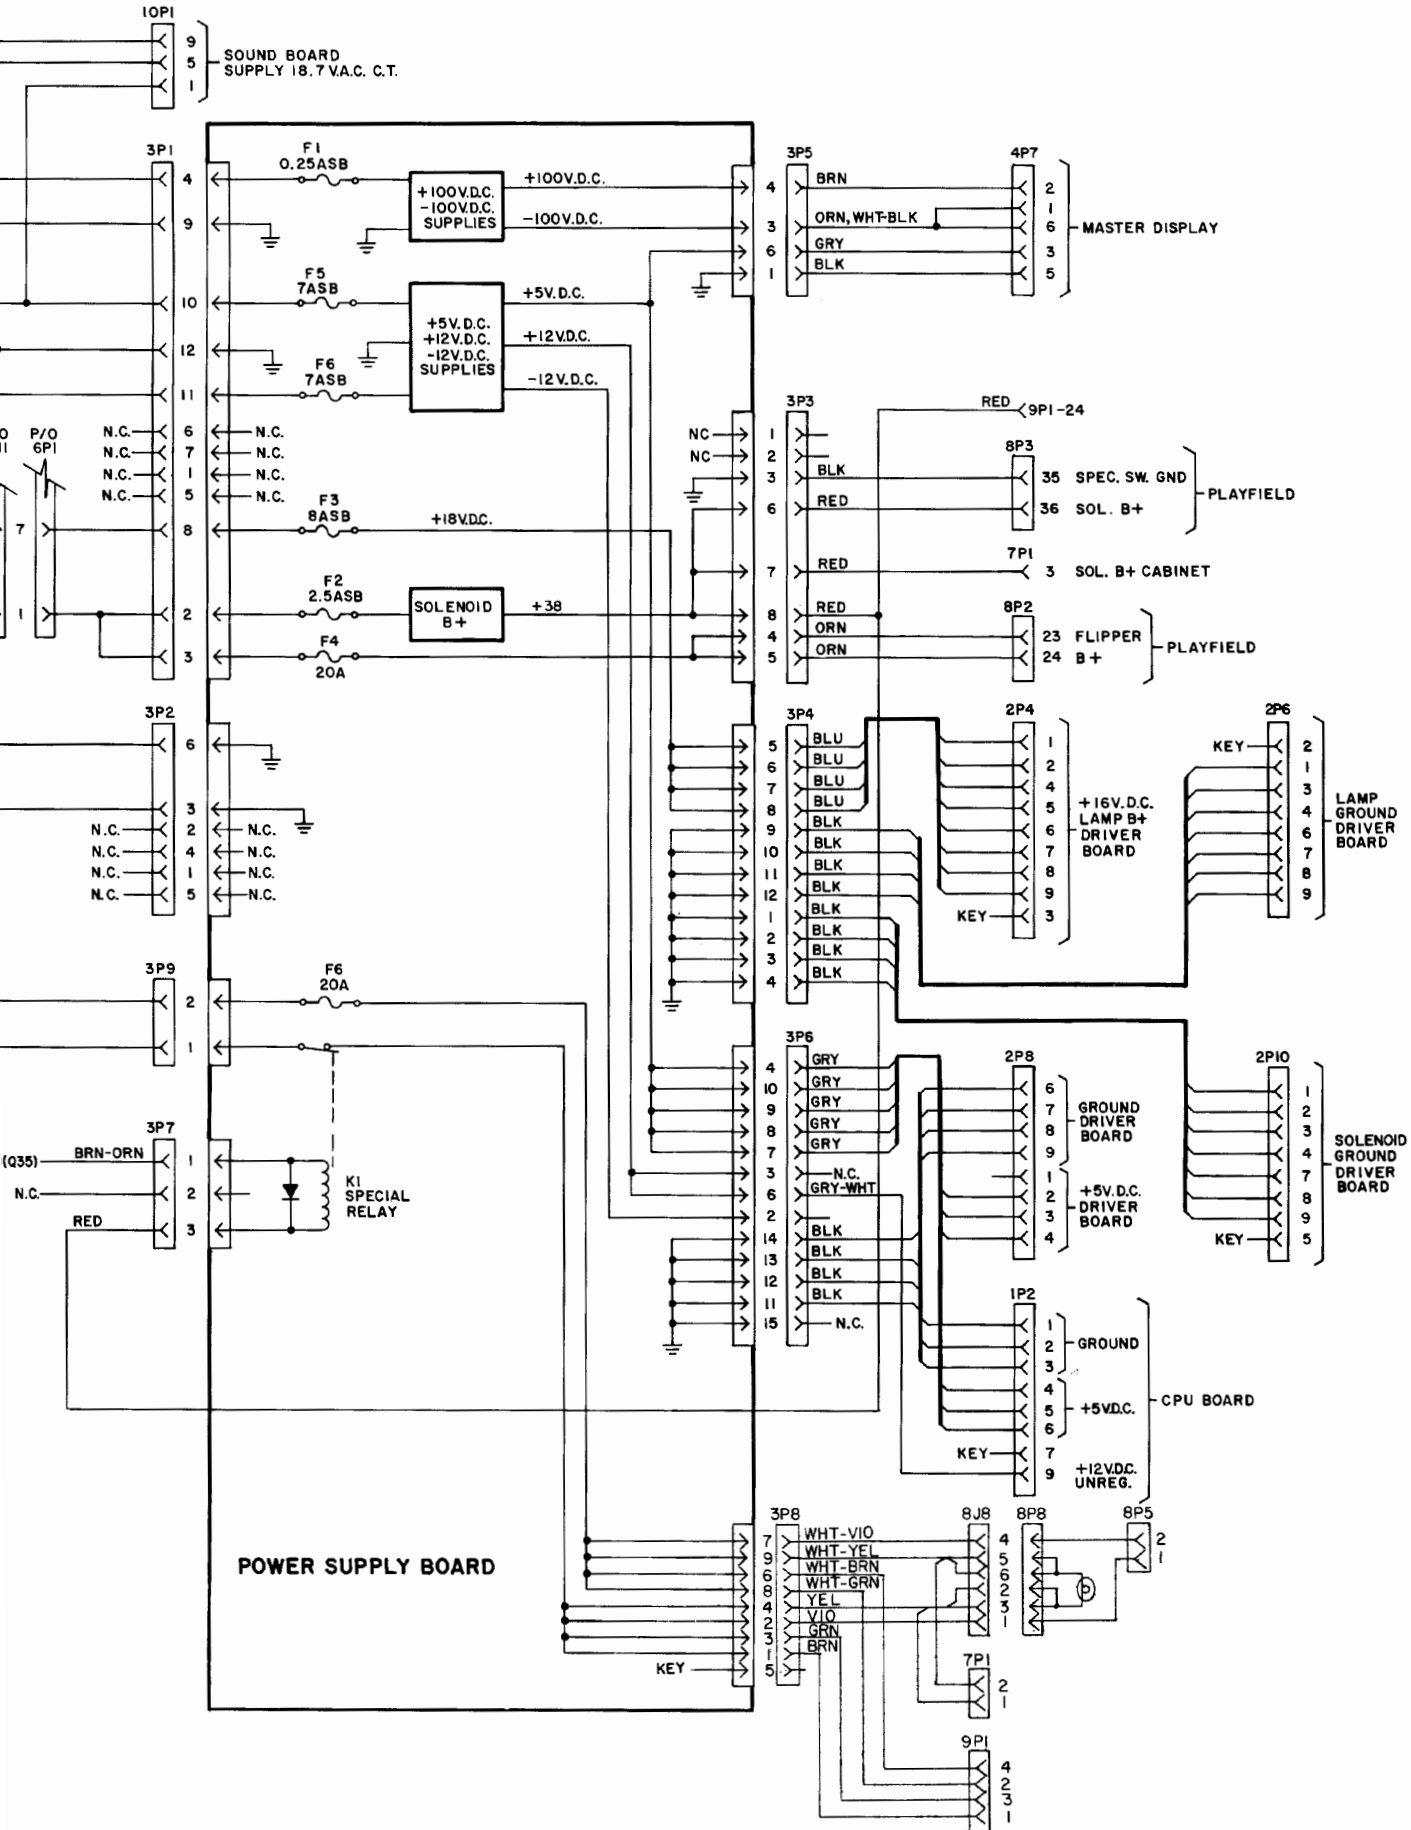 10P1
9
5
1
SOUND BOARD
SUPPLY 18.7 V.A.C. C.T.
3P1
4
9
10
12
11
6
7
1
5
8
2
3
F1
0.25ASB
+100V.D.C.
-100V.D.C.
SUPPLIES
+100V.D.C.
-100V.D.C.
3P5
4
3
6
1
BRN
ORN, WHT-BLK
GRY
BLK
4P7
2
1
6
3
5
MASTER DISPLAY
F5
7ASB
F6
7ASB
+5V.D.C.
+12V.D.C.
-12V.D.C.
SUPPLIES
+5V.D.C.
+12V.D.C.
-12V.D.C.
P/O
6P1
7
1
N.C.
N.C.
N.C.
N.C.
N.C.
N.C.
N.C.
N.C.
F3
8ASB
+18V.D.C.
F2
2.5ASB
SOLENOID
B+
+38
F4
20A
3P3
NC
NC
1
2
3
6
7
8
4
5
BLK
RED
RED
RED
ORN
ORN
RED
9P1-24
8P3
35 SPEC. SW. GND
36 SOL. B+
PLAYFIELD
7P1
3 SOL. B+ CABINET
8P2
23 FLIPPER
24 B+
PLAYFIELD
3P2
6
3
N.C. 2 N.C.
N.C. 4 N.C.
N.C. 1 N.C.
N.C. 5 N.C.
3P4
5 BLU
6 BLU
7 BLU
8 BLU
9 BLK
10 BLK
11 BLK
12 BLK
1 BLK
2 BLK
3 BLK
4 BLK
2P4
1
2
4
5
6
7
8
9
KEY 3
+16V.D.C.
LAMP B+
DRIVER
BOARD
2P6
KEY 2
1
3
4
6
7
8
9
LAMP
GROUND
DRIVER
BOARD
3P9
2
1
F6
20A
3P7
(Q35) BRN-ORN 1
N.C. 2
RED 3
K1
SPECIAL
RELAY
3P6
4 GRY
10 GRY
9 GRY
8 GRY
7 GRY
3 N.C.
6 GRY-WHT
2
14 BLK
13 BLK
12 BLK
11 BLK
15 N.C.
2P8
6
7
8
9
GROUND
DRIVER
BOARD
1
2
3
4
+5V.D.C.
DRIVER
BOARD
2P10
1
2
3
4
7
8
9
KEY 5
SOLENOID
GROUND
DRIVER
BOARD
1P2
1
2
3
GROUND
4
5
6
+5V.D.C.
KEY 7
9 +12V.D.C.
UNREG.
CPU BOARD
POWER SUPPLY BOARD
3P8
7 WHT-VIO
9 WHT-YEL
6 WHT-BRN
8 WHT-GRN
4 YEL
2 VIO
3 GRN
1 BRN
KEY 5
8J8
4
5
6
2
3
1
8P8
8P5
2
1
7P1
2
1
9P1
4
2
3
1